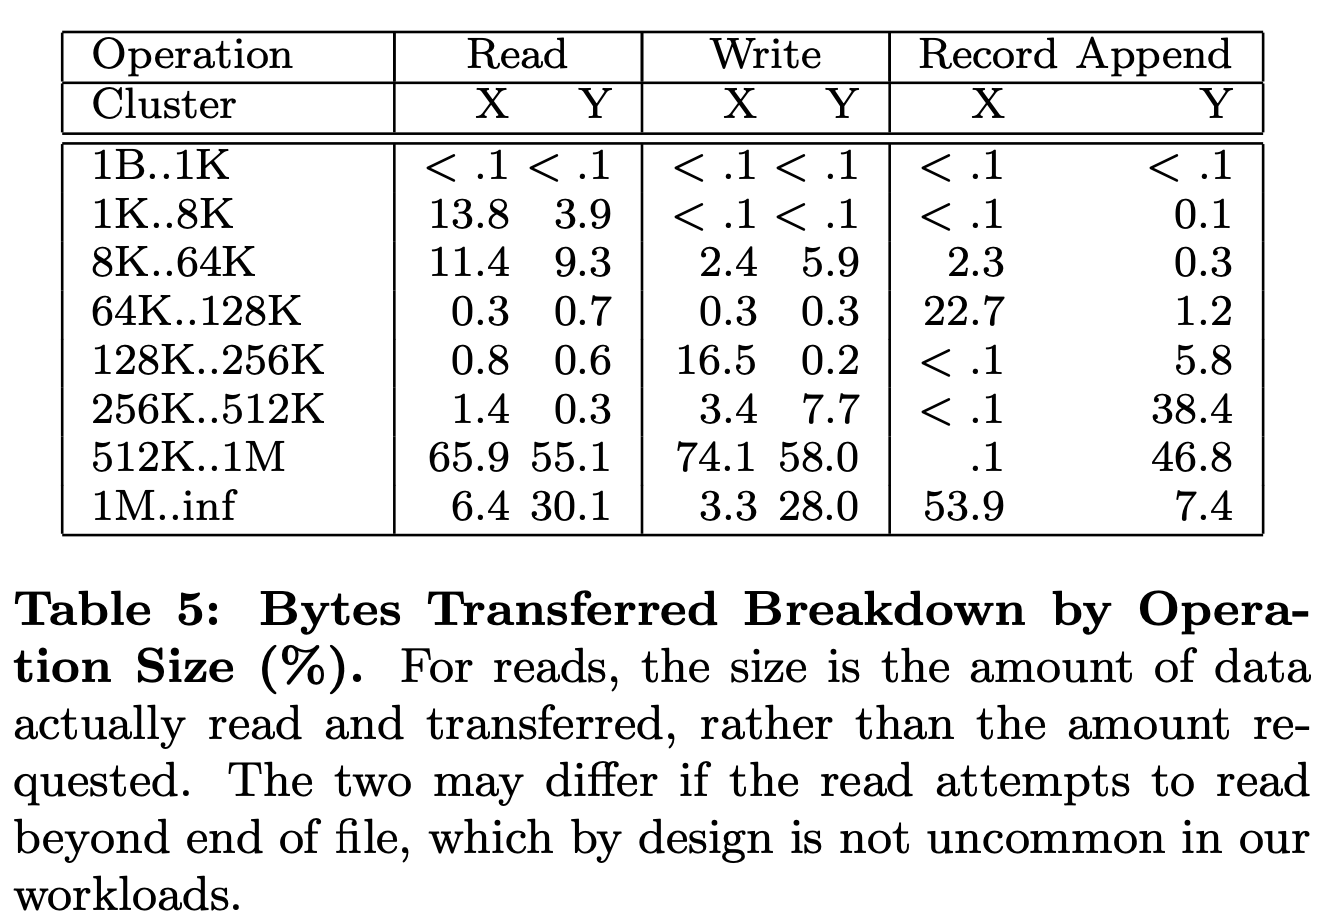 Operation Read Write Record Append
Cluster X Y X Y X Y
1B..1K < .1 < .1 < .1 < .1 < .1 < .1
1K..8K 13.8 3.9 < .1 < .1 < .1 0.1
8K..64K 11.4 9.3 2.4 5.9 2.3 0.3
64K..128K 0.3 0.7 0.3 0.3 22.7 1.2
128K..256K 0.8 0.6 16.5 0.2 < .1 5.8
256K..512K 1.4 0.3 3.4 7.7 < .1 38.4
512K..1M 65.9 55.1 74.1 58.0 .1 46.8
1M..inf 6.4 30.1 3.3 28.0 53.9 7.4
Table 5: Bytes Transferred Breakdown by Opera-
tion Size (%). For reads, the size is the amount of data
actually read and transferred, rather than the amount re-
quested. The two may differ if the read attempts to read
beyond end of file, which by design is not uncommon in our
workloads.